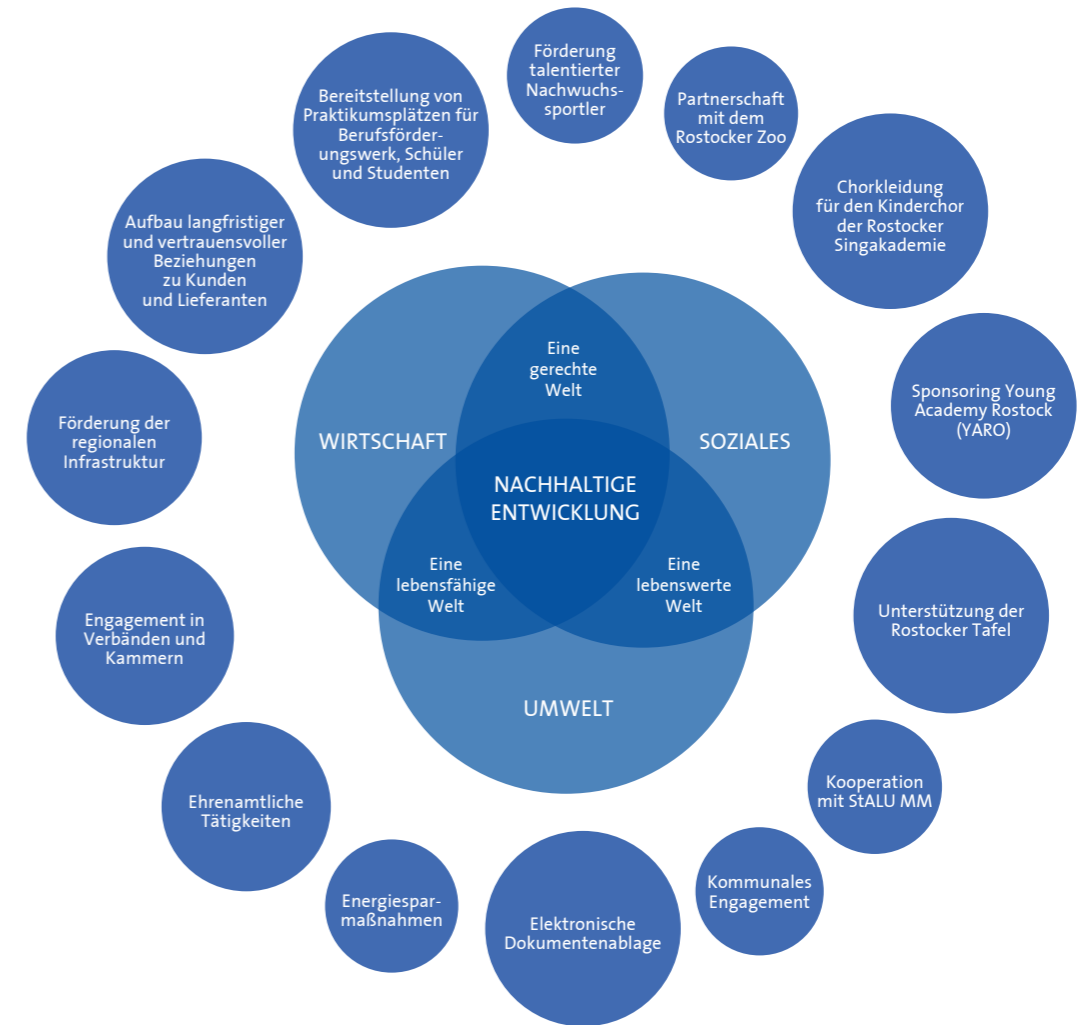 Förderung
talentierter
Nachwuchs-
sportler
Partnerschaft
mit dem
Rostocker Zoo
Chorkleidung
für den Kinderchor
der Rostocker
Singakademie
Sponsoring Young
Academy Rostock
(YARO)
Unterstützung der
Rostocker Tafel
Kooperation
mit StALU MM
Kommunales
Engagement
Elektronische
Dokumentenablage
Energiespar-
maßnahmen
Ehrenamtliche
Tätigkeiten
Engagement in
Verbänden und
Kammern
Förderung der
regionalen
Infrastruktur
Aufbau langfristiger
und vertrauensvoller
Beziehungen
zu Kunden
und Lieferanten
Bereitstellung von
Praktikumsplätzen für
Berufsförder-
ungswerk, Schüler
und Studenten
WIRTSCHAFT
Eine
gerechte
Welt
SOZIALES
NACHHALTIGE
ENTWICKLUNG
Eine
lebensfähige
Welt
Eine
lebenswerte
Welt
UMWELT